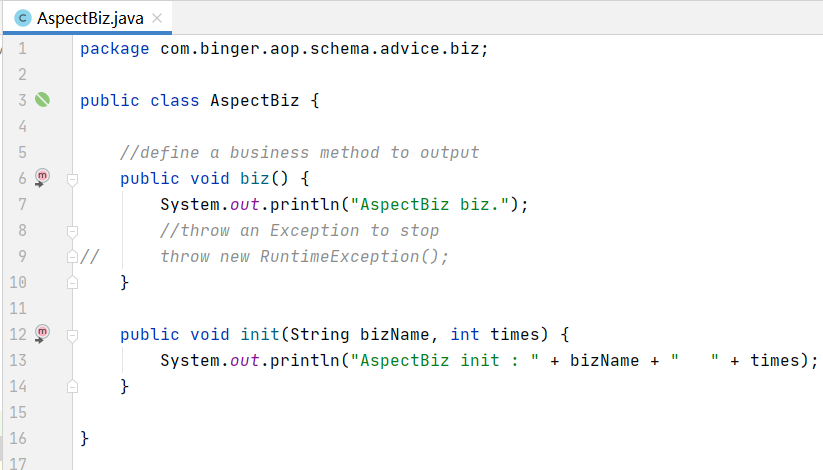 AspectBiz.java
1 package com.binger.aop.schema.advice.biz;
2
3 public class AspectBiz {
4
5     //define a business method to output
6     public void biz() {
7         System.out.println("AspectBiz biz.");
8         //throw an Exception to stop
9 //      throw new RuntimeException();
10     }
11
12     public void init(String bizName, int times) {
13         System.out.println("AspectBiz init : " + bizName + "   " + times);
14     }
15
16 }
17